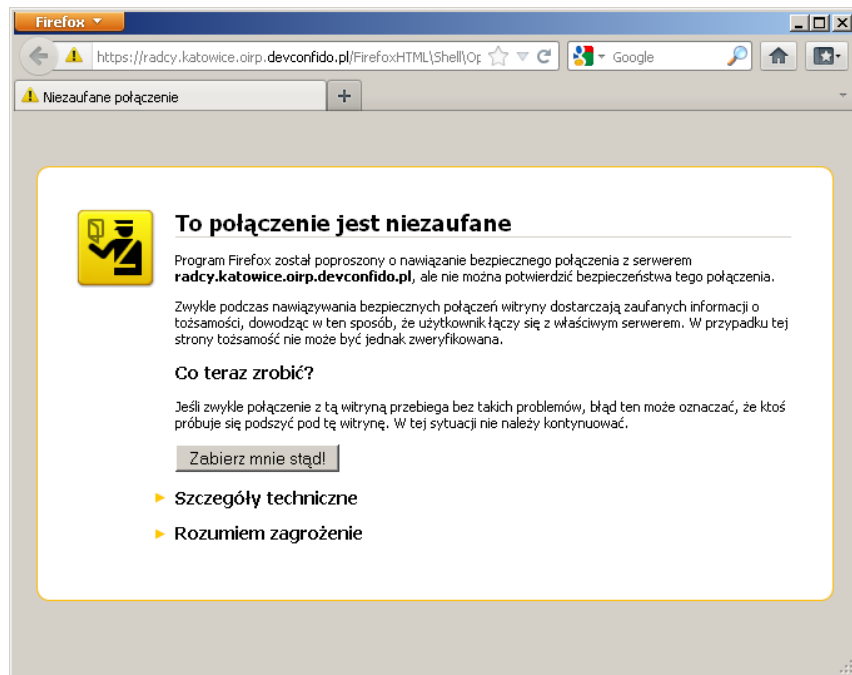 Firefox
https://radcy.katowice.oirp.devconfido.pl/FirefoxHTML\Shell\Op
Google
Niezaufane połączenie
To połączenie jest niezaufane
Program Firefox został poproszony o nawiązanie bezpiecznego połączenia z serwerem
radcy.katowice.oirp.devconfido.pl, ale nie można potwierdzić bezpieczeństwa tego połączenia.
Zwykle podczas nawiązywania bezpiecznych połączeń witryny dostarczają zaufanych informacji o
tożsamości, dowodząc w ten sposób, że użytkownik łączy się z właściwym serwerem. W przypadku tej
strony tożsamość nie może być jednak zweryfikowana.
Co teraz zrobić?
Jeśli zwykle połączenie z tą witryną przebiega bez takich problemów, błąd ten może oznaczać, że ktoś
próbuje się podszyć pod tę witrynę. W tej sytuacji nie należy kontynuować.
Zabierz mnie stąd!
Szczegóły techniczne
Rozumiem zagrożenie